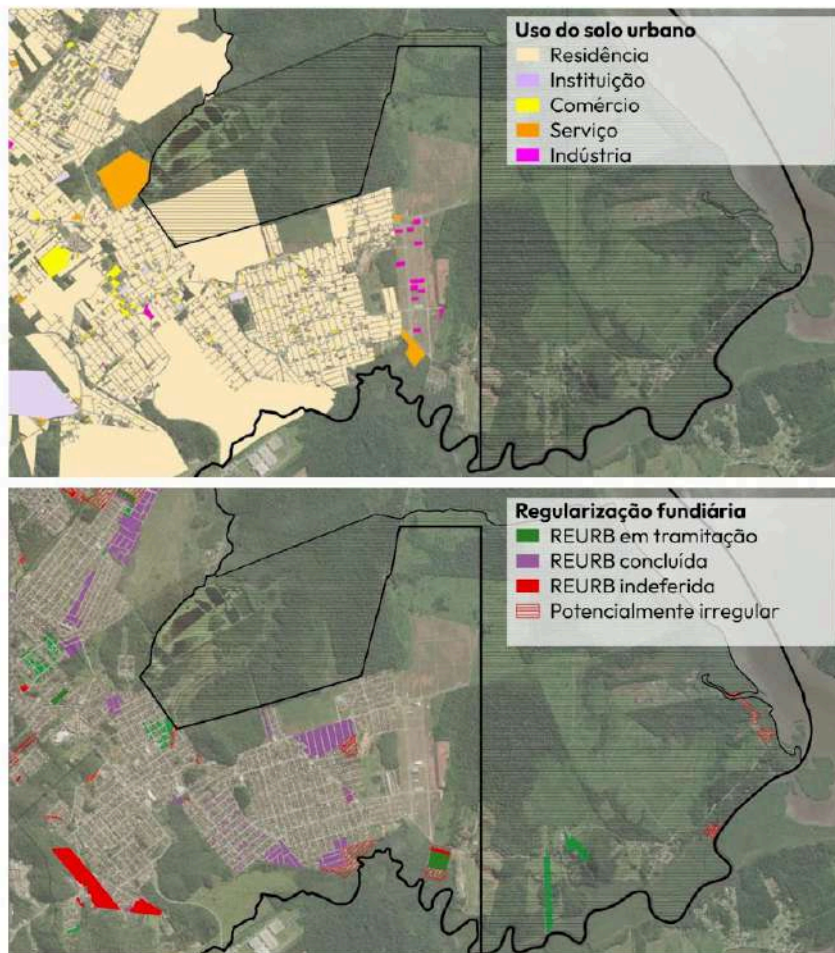 Uso do solo urbano
Residência
Instituição
Comércio
Serviço
Indústria
Regularização fundiária
REURB em tramitação
REURB concluída
REURB indeferida
Potencialmente irregular